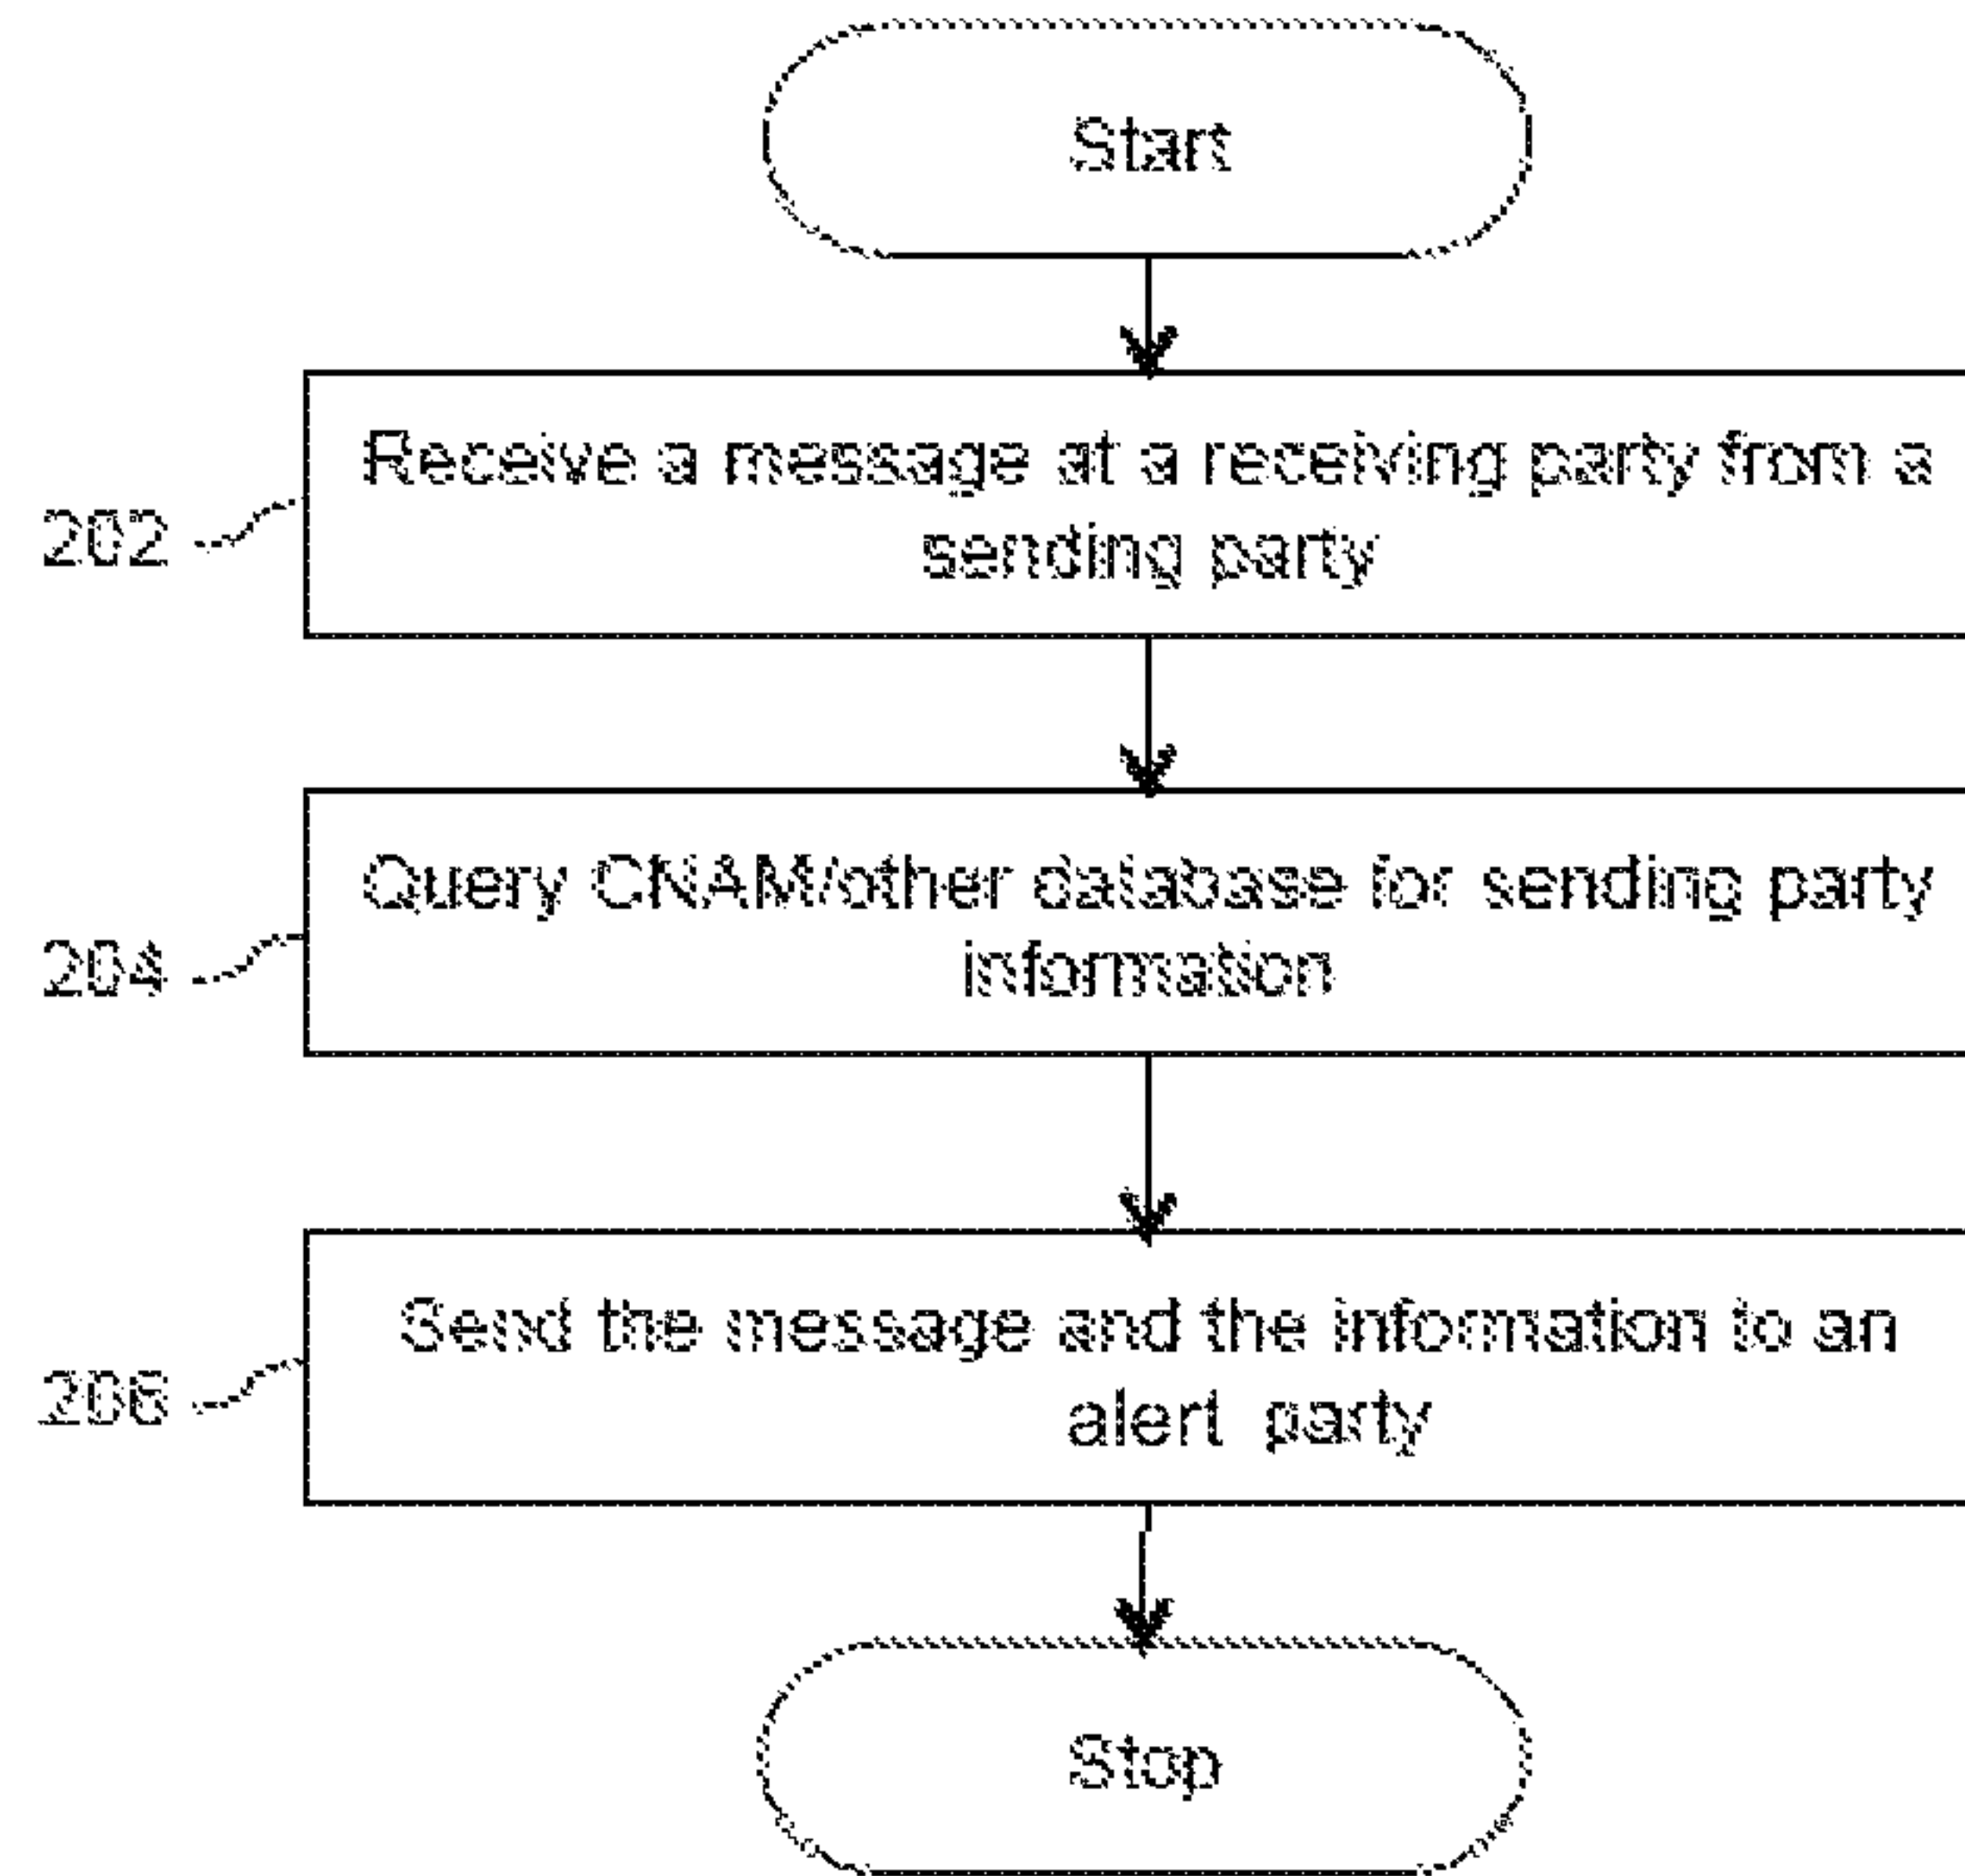 Start
Receive a message at a receiving party from a
sending party
202
Query CNAM/other database for sending party
information
204
Send the message and the information to an
alert party
206
Stop